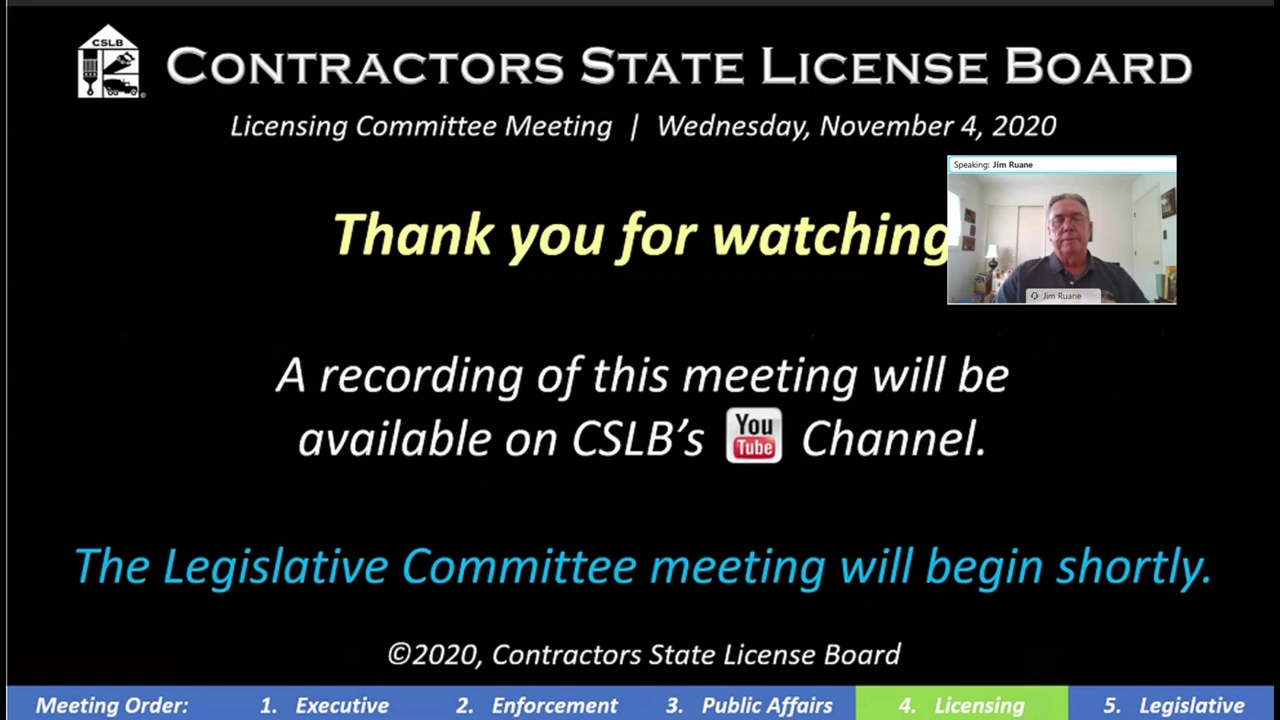 CSLB
CONTRACTORS STATE LICENSE BOARD
Licensing Committee Meeting | Wednesday, November 4, 2020
Speaking: Jim Ruane
Thank you for watching
Jim Ruane
A recording of this meeting will be
available on CSLB's You Tube Channel.
The Legislative Committee meeting will begin shortly.
©2020, Contractors State License Board
Meeting Order: 1. Executive 2. Enforcement 3. Public Affairs 4. Licensing 5. Legislative